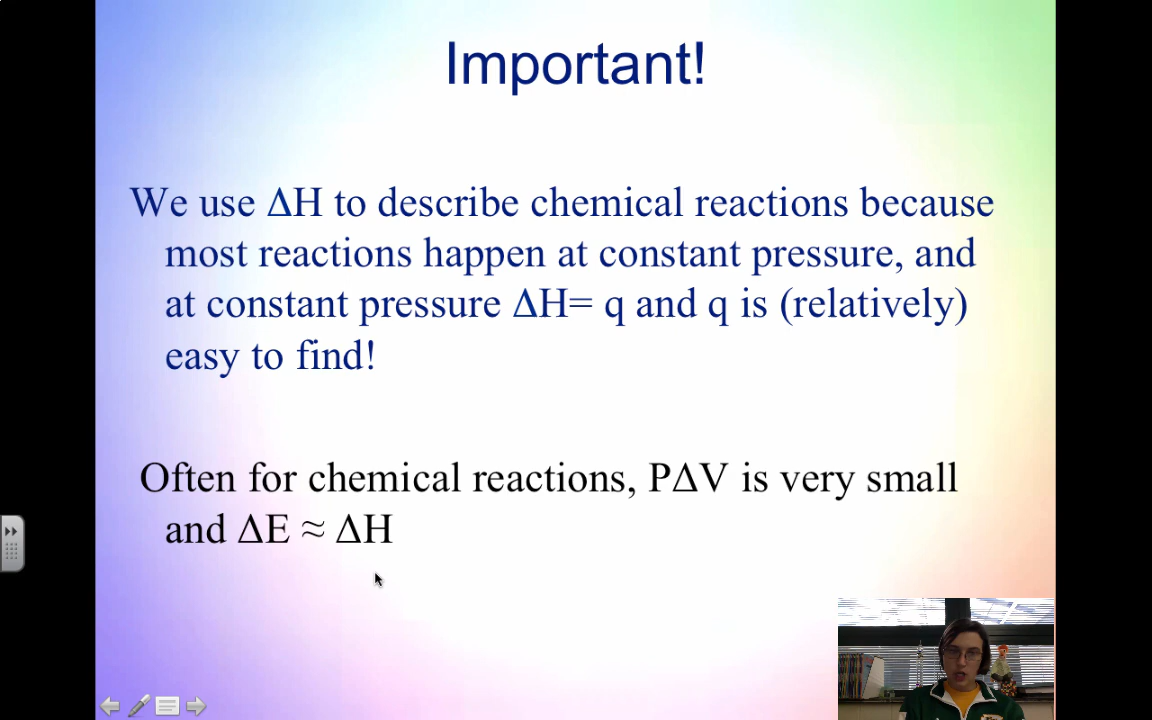 Important!
We use ΔH to describe chemical reactions because
most reactions happen at constant pressure, and
at constant pressure ΔH= q and q is (relatively)
easy to find!
Often for chemical reactions, PΔV is very small
and ΔE ≈ ΔH